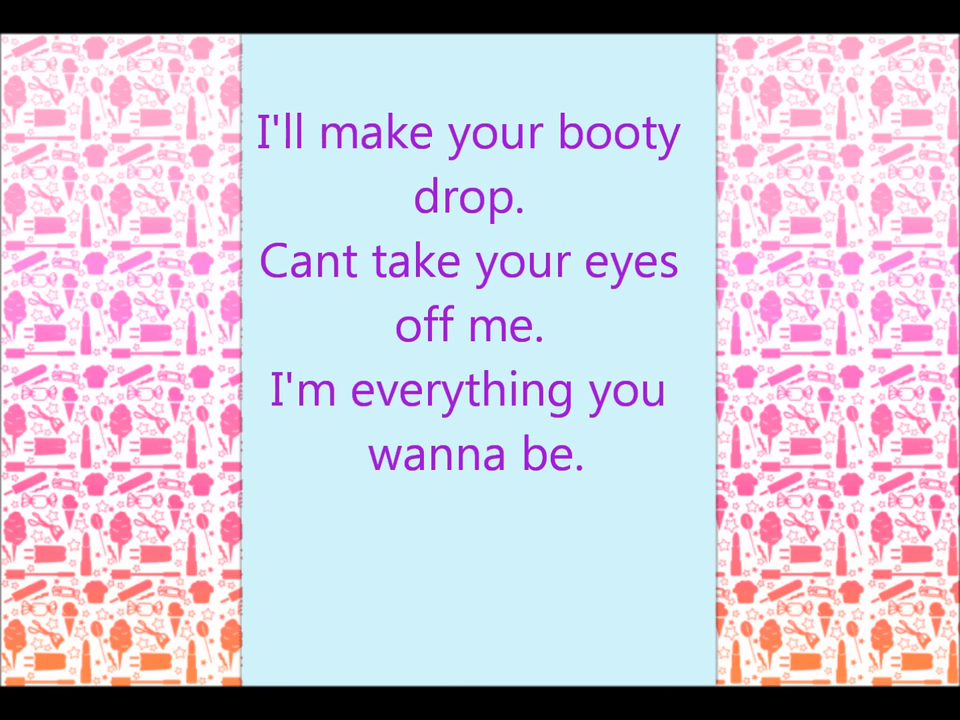 I'll make your booty
drop.
Cant take your eyes
off me.
I'm everything you
wanna be.